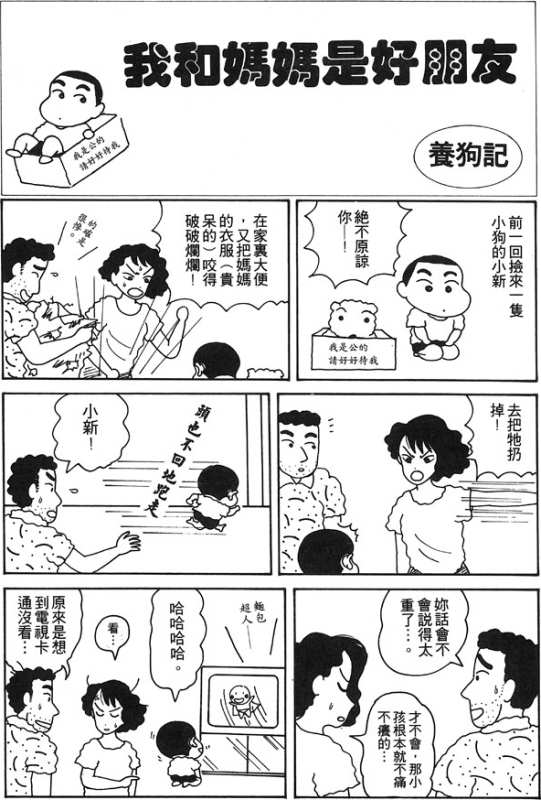 我和媽媽是好朋友
養狗記
我是公的
請好好待我
前一回撿來一隻
小狗的小新
絕不原諒
你—！
我是公的
請好好待我
在家裏大便
，又把媽媽
的衣服（貴
呆的）咬得
破破爛爛！
去把牠扔
掉！
頭也不回地跑走
小新！
妳話會不
會說得太
重了…。
才不會，那小
孩根本就不痛
不癢的…
麵包
超人—
哈哈哈哈。
看…
原來是想
到電視卡
通沒看…